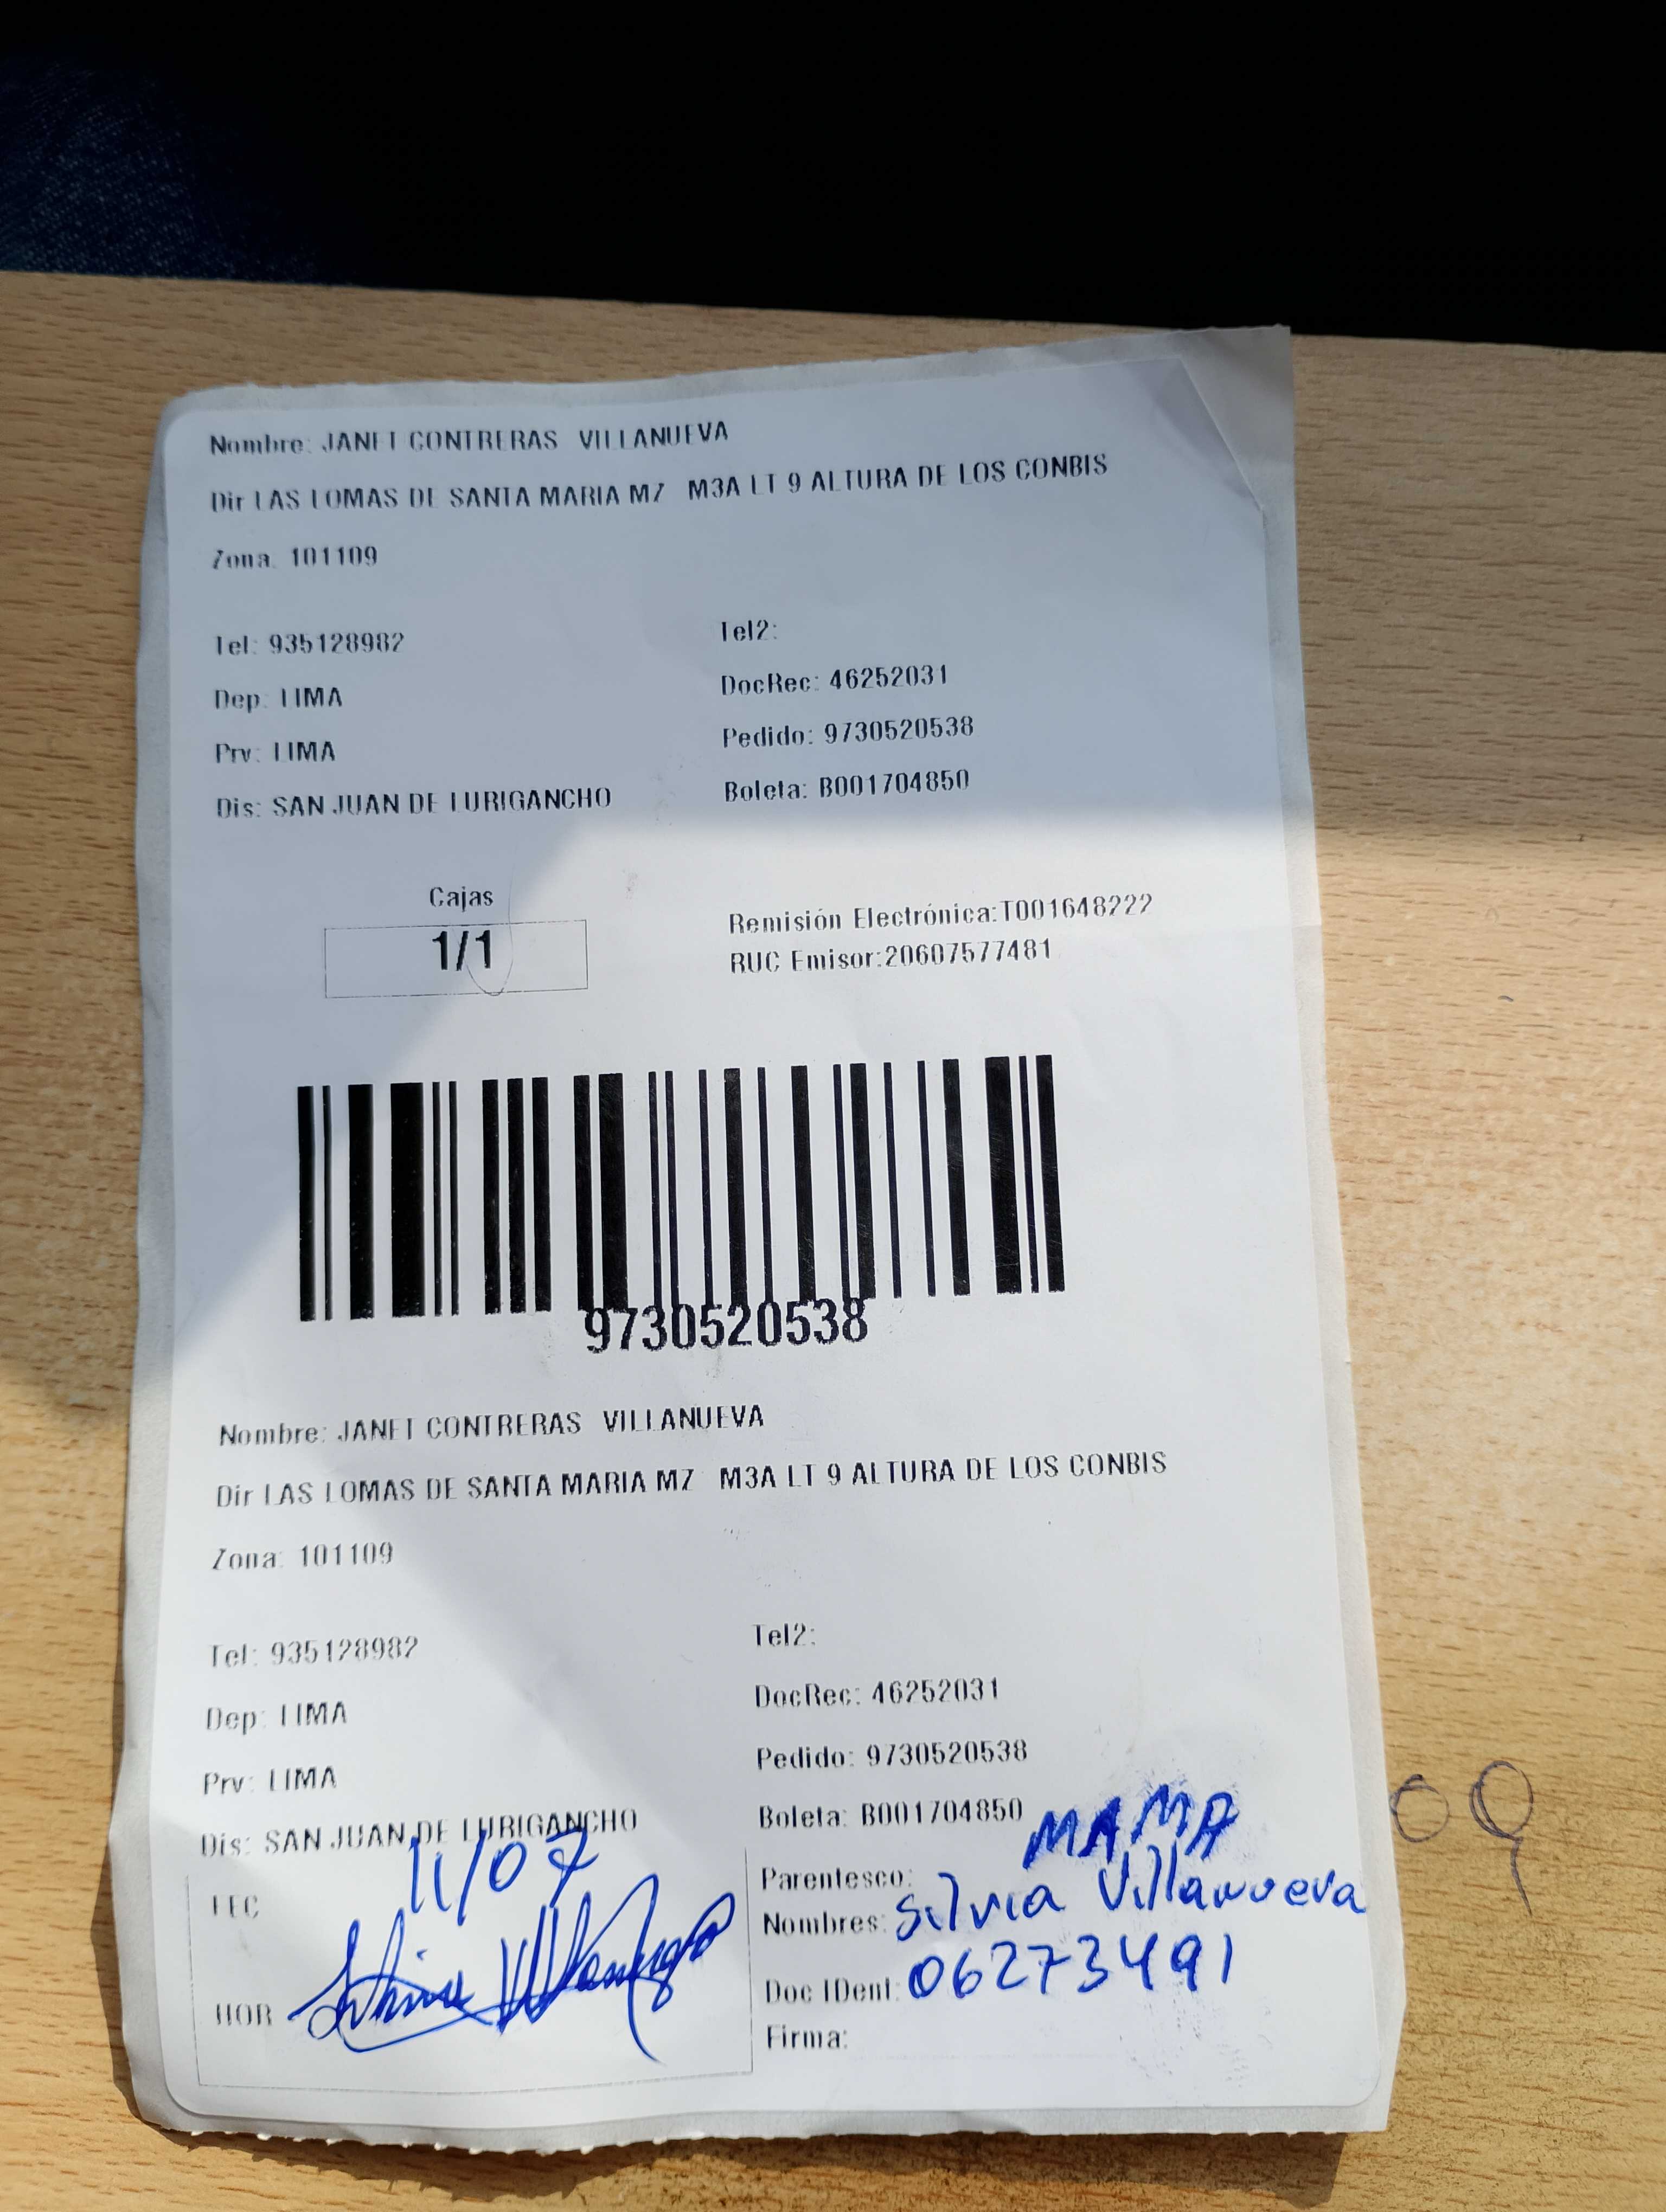 Nombre: JANET CONTRERAS VILLANUEVA
Dir LAS LOMAS DE SANTA MARIA MZ M3A LT 9 ALTURA DE LOS CONBIS
Zona: 101109
Tel: 935128982
Tel2:
Dep: LIMA
DocRec: 46252031
Prv: LIMA
Pedido: 9730520538
Dis: SAN JUAN DE LURIGANCHO
Boleta: B001704850
Cajas
1/1
Remisión Electrónica:T001648222
RUC Emisor:20607577481
9730520538
Nombre: JANET CONTRERAS VILLANUEVA
Dir LAS LOMAS DE SANTA MARIA MZ M3A LT 9 ALTURA DE LOS CONBIS
Zona: 101109
Tel: 935128982
Tel2:
Dep: LIMA
DocRec: 46252031
Prv: LIMA
Pedido: 9730520538
Dis: SAN JUAN DE LURIGANCHO
Boleta: B001704850
FEC 11/07
HOR
Parentesco: MAMA
Nombres: Silvia Villanueva
Doc IDent: 06273491
Firma: